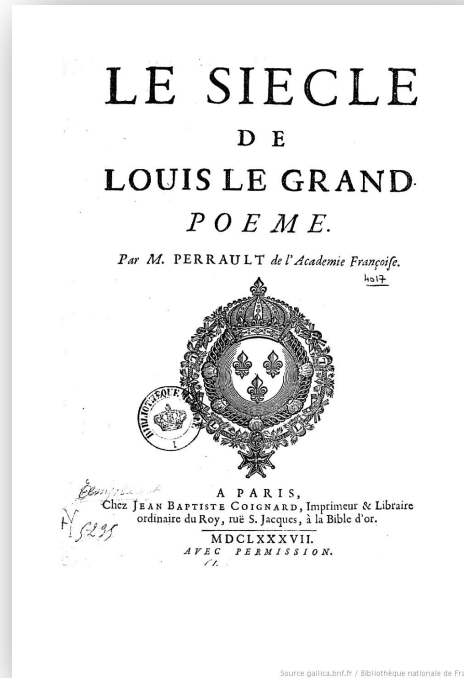 LE SIECLE
DE
LOUIS LE GRAND.
POEME.
Par M. PERRAULT de l'Academie Françoise.
4017
BIBLIOTEQUE
I
A PARIS,
Chez JEAN BAPTISTE COIGNARD, Imprimeur & Libraire
ordinaire du Roy, ruë S. Jacques, à la Bible d'or.
MDCLXXXVII.
AVEC PERMISSION.
Source gallica.bnf.fr / Bibliothèque nationale de Fra